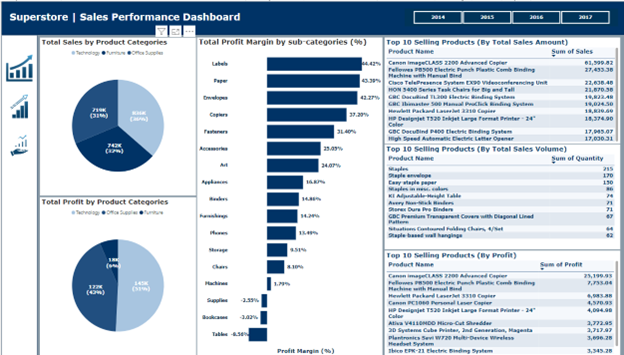 Superstore | Sales Performance Dashboard
2014
2015
2016
2017
Total Sales by Product Categories
Technology Furniture Office Supplies
719K
(31%)
836K
(36%)
742K
(32%)
Total Profit by Product Categories
Technology Office Supplies Furniture
18K
(6%)
122K
(43%)
145K
(51%)
Total Profit Margin by sub-categories (%)
Labels 44.42%
Paper 43.39%
Envelopes 42.27%
Copiers 37.20%
Fasteners 31.40%
Accessories 25.05%
Art 24.07%
Appliances 16.87%
Binders 14.86%
Furnishings 14.24%
Phones 13.49%
Storage 9.51%
Chairs 8.10%
Machines 1.79%
Supplies -2.55%
Bookcases -3.02%
Tables -8.56%
Profit Margin (%)
Top 10 Selling Products (By Total Sales Amount)
Product Name Sum of Sales
Canon imageCLASS 2200 Advanced Copier 61,599.82
Fellowes PB500 Electric Punch Plastic Comb Binding 27,453.38
Machine with Manual Bind
Cisco TelePresence System EX90 Videoconferencing Unit 22,638.48
HON 5400 Series Task Chairs for Big and Tall 21,870.58
GBC DocuBind TL300 Electric Binding System 19,823.48
GBC Ibimaster 500 Manual ProClick Binding System 19,024.50
Hewlett Packard LaserJet 3310 Copier 18,839.69
HP DesignJet T520 Inkjet Large Format Printer - 24" 18,374.90
Color
GBC DocuBind P400 Electric Binding System 17,965.07
High Speed Automatic Electric Letter Opener 17,030.31
Top 10 Selling Products (By Total Sales Volume)
Product Name Sum of Quantity
Staples 215
Staple envelope 170
Easy-staple paper 150
Staples in misc. colors 86
KI Adjustable-Height Table 74
Avery Non-Stick Binders 71
Storex Dura Pro Binders 71
GBC Premium Transparent Covers with Diagonal Lined 67
Pattern
Situations Contoured Folding Chairs, 4/Set 64
Staple-based wall hangings 62
Top 10 Selling Products (By Profit)
Product Name Sum of Profit
Canon imageCLASS 2200 Advanced Copier 25,199.93
Fellowes PB500 Electric Punch Plastic Comb Binding 7,753.04
Machine with Manual Bind
Hewlett Packard LaserJet 3310 Copier 6,983.88
Canon PC1060 Personal Laser Copier 4,570.93
HP DesignJet T520 Inkjet Large Format Printer - 24" 4,094.98
Color
Ativa V4110MDD Micro-Cut Shredder 3,772.95
3D Systems Cube Printer, 2nd Generation, Magenta 3,717.97
Plantronics Savi W720 Multi-Device Wireless 3,696.28
Headset System
Ibico EPK-21 Electric Binding System 3,345.28